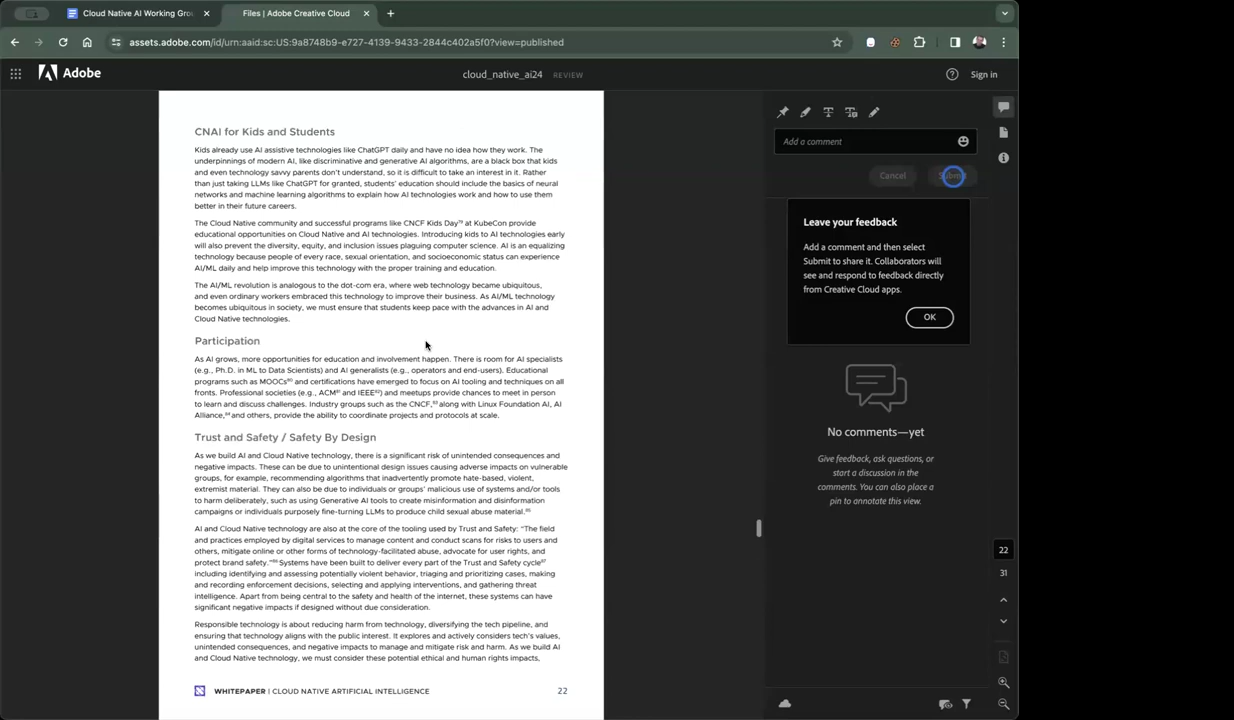 Cloud Native AI Working Gro
Files | Adobe Creative Cloud
assets.adobe.com/id/urn:aaid:sc:US:9a8748b9-e727-4139-9433-2844c402a5f0?view=published
Adobe
cloud_native_ai24 REVIEW
Sign in
CNAI for Kids and Students
Kids already use AI assistive technologies like ChatGPT daily and have no idea how they work. The
underpinnings of modern AI, like discriminative and generative AI algorithms, are a black box that kids
and even technology savvy parents don't understand, so it is difficult to take an interest in it. Rather
than just taking LLMs like ChatGPT for granted, students' education should include the basics of neural
networks and machine learning algorithms to explain how AI technologies work and how to use them
better in their future careers.
The Cloud Native community and successful programs like CNCF Kids Day⁷⁹ at KubeCon provide
educational opportunities on Cloud Native and AI technologies. Introducing kids to AI technologies early
will also prevent the diversity, equity, and inclusion issues plaguing computer science. AI is an equalizing
technology because people of every race, sexual orientation, and socioeconomic status can experience
AI/ML daily and help improve this technology with the proper training and education.
The AI/ML revolution is analogous to the dot-com era, where web technology became ubiquitous,
and even ordinary workers embraced this technology to improve their business. As AI/ML technology
becomes ubiquitous in society, we must ensure that students keep pace with the advances in AI and
Cloud Native technologies.
Participation
As AI grows, more opportunities for education and involvement happen. There is room for AI specialists
(e.g., Ph.D. in ML to Data Scientists) and AI generalists (e.g., operators and end-users). Educational
programs such as MOOCs⁸⁰ and certifications have emerged to focus on AI tooling and techniques on all
fronts. Professional societies (e.g., ACM⁸¹ and IEEE⁸²) and meetups provide chances to meet in person
to learn and discuss challenges. Industry groups such as the CNCF,⁸³ along with Linux Foundation AI, AI
Alliance,⁸⁴ and others, provide the ability to coordinate projects and protocols at scale.
Trust and Safety / Safety By Design
As we build AI and Cloud Native technology, there is a significant risk of unintended consequences and
negative impacts. These can be due to unintentional design issues causing adverse impacts on vulnerable
groups, for example, recommending algorithms that inadvertently promote hate-based, violent,
extremist material. They can also be due to individuals or groups' malicious use of systems and/or tools
to harm deliberately, such as using Generative AI tools to create misinformation and disinformation
campaigns or individuals purposely fine-turning LLMs to produce child sexual abuse material.⁸⁵
AI and Cloud Native technology are also at the core of the tooling used by Trust and Safety: "The field
and practices employed by digital services to manage content and conduct scans for risks to users and
others, mitigate online or other forms of technology-facilitated abuse, advocate for user rights, and
protect brand safety."⁸⁶ Systems have been built to deliver every part of the Trust and Safety cycle⁸⁷
including identifying and assessing potentially violent behavior, triaging and prioritizing cases, making
and recording enforcement decisions, selecting and applying interventions, and gathering threat
intelligence. Apart from being central to the safety and health of the internet, these systems can have
significant negative impacts if designed without due consideration.
Responsible technology is about reducing harm from technology, diversifying the tech pipeline, and
ensuring that technology aligns with the public interest. It explores and actively considers tech's values,
unintended consequences, and negative impacts to manage and mitigate risk and harm. As we build AI
and Cloud Native technology, we must consider these potential ethical and human rights impacts,
WHITEPAPER | CLOUD NATIVE ARTIFICIAL INTELLIGENCE 22
Add a comment
Cancel Submit
Leave your feedback
Add a comment and then select
Submit to share it. Collaborators will
see and respond to feedback directly
from Creative Cloud apps.
OK
No comments—yet
Give feedback, ask questions, or
start a discussion in the
comments. You can also place a
pin to annotate this view.
22
31